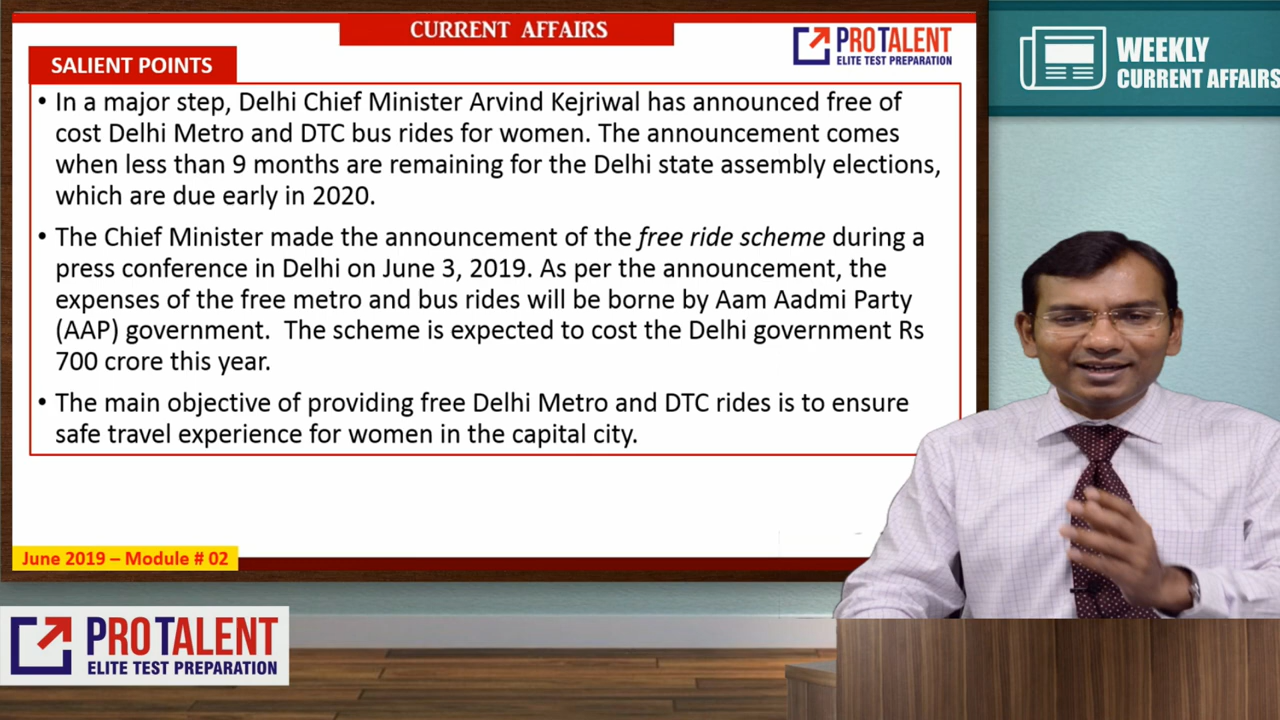 CURRENT AFFAIRS
PROTALENT
ELITE TEST PREPARATION
SALIENT POINTS
• In a major step, Delhi Chief Minister Arvind Kejriwal has announced free of
cost Delhi Metro and DTC bus rides for women. The announcement comes
when less than 9 months are remaining for the Delhi state assembly elections,
which are due early in 2020.
• The Chief Minister made the announcement of the free ride scheme during a
press conference in Delhi on June 3, 2019. As per the announcement, the
expenses of the free metro and bus rides will be borne by Aam Aadmi Party
(AAP) government.  The scheme is expected to cost the Delhi government Rs
700 crore this year.
• The main objective of providing free Delhi Metro and DTC rides is to ensure
safe travel experience for women in the capital city.
June 2019 – Module # 02
WEEKLY
CURRENT AFFAIRS
PROTALENT
ELITE TEST PREPARATION